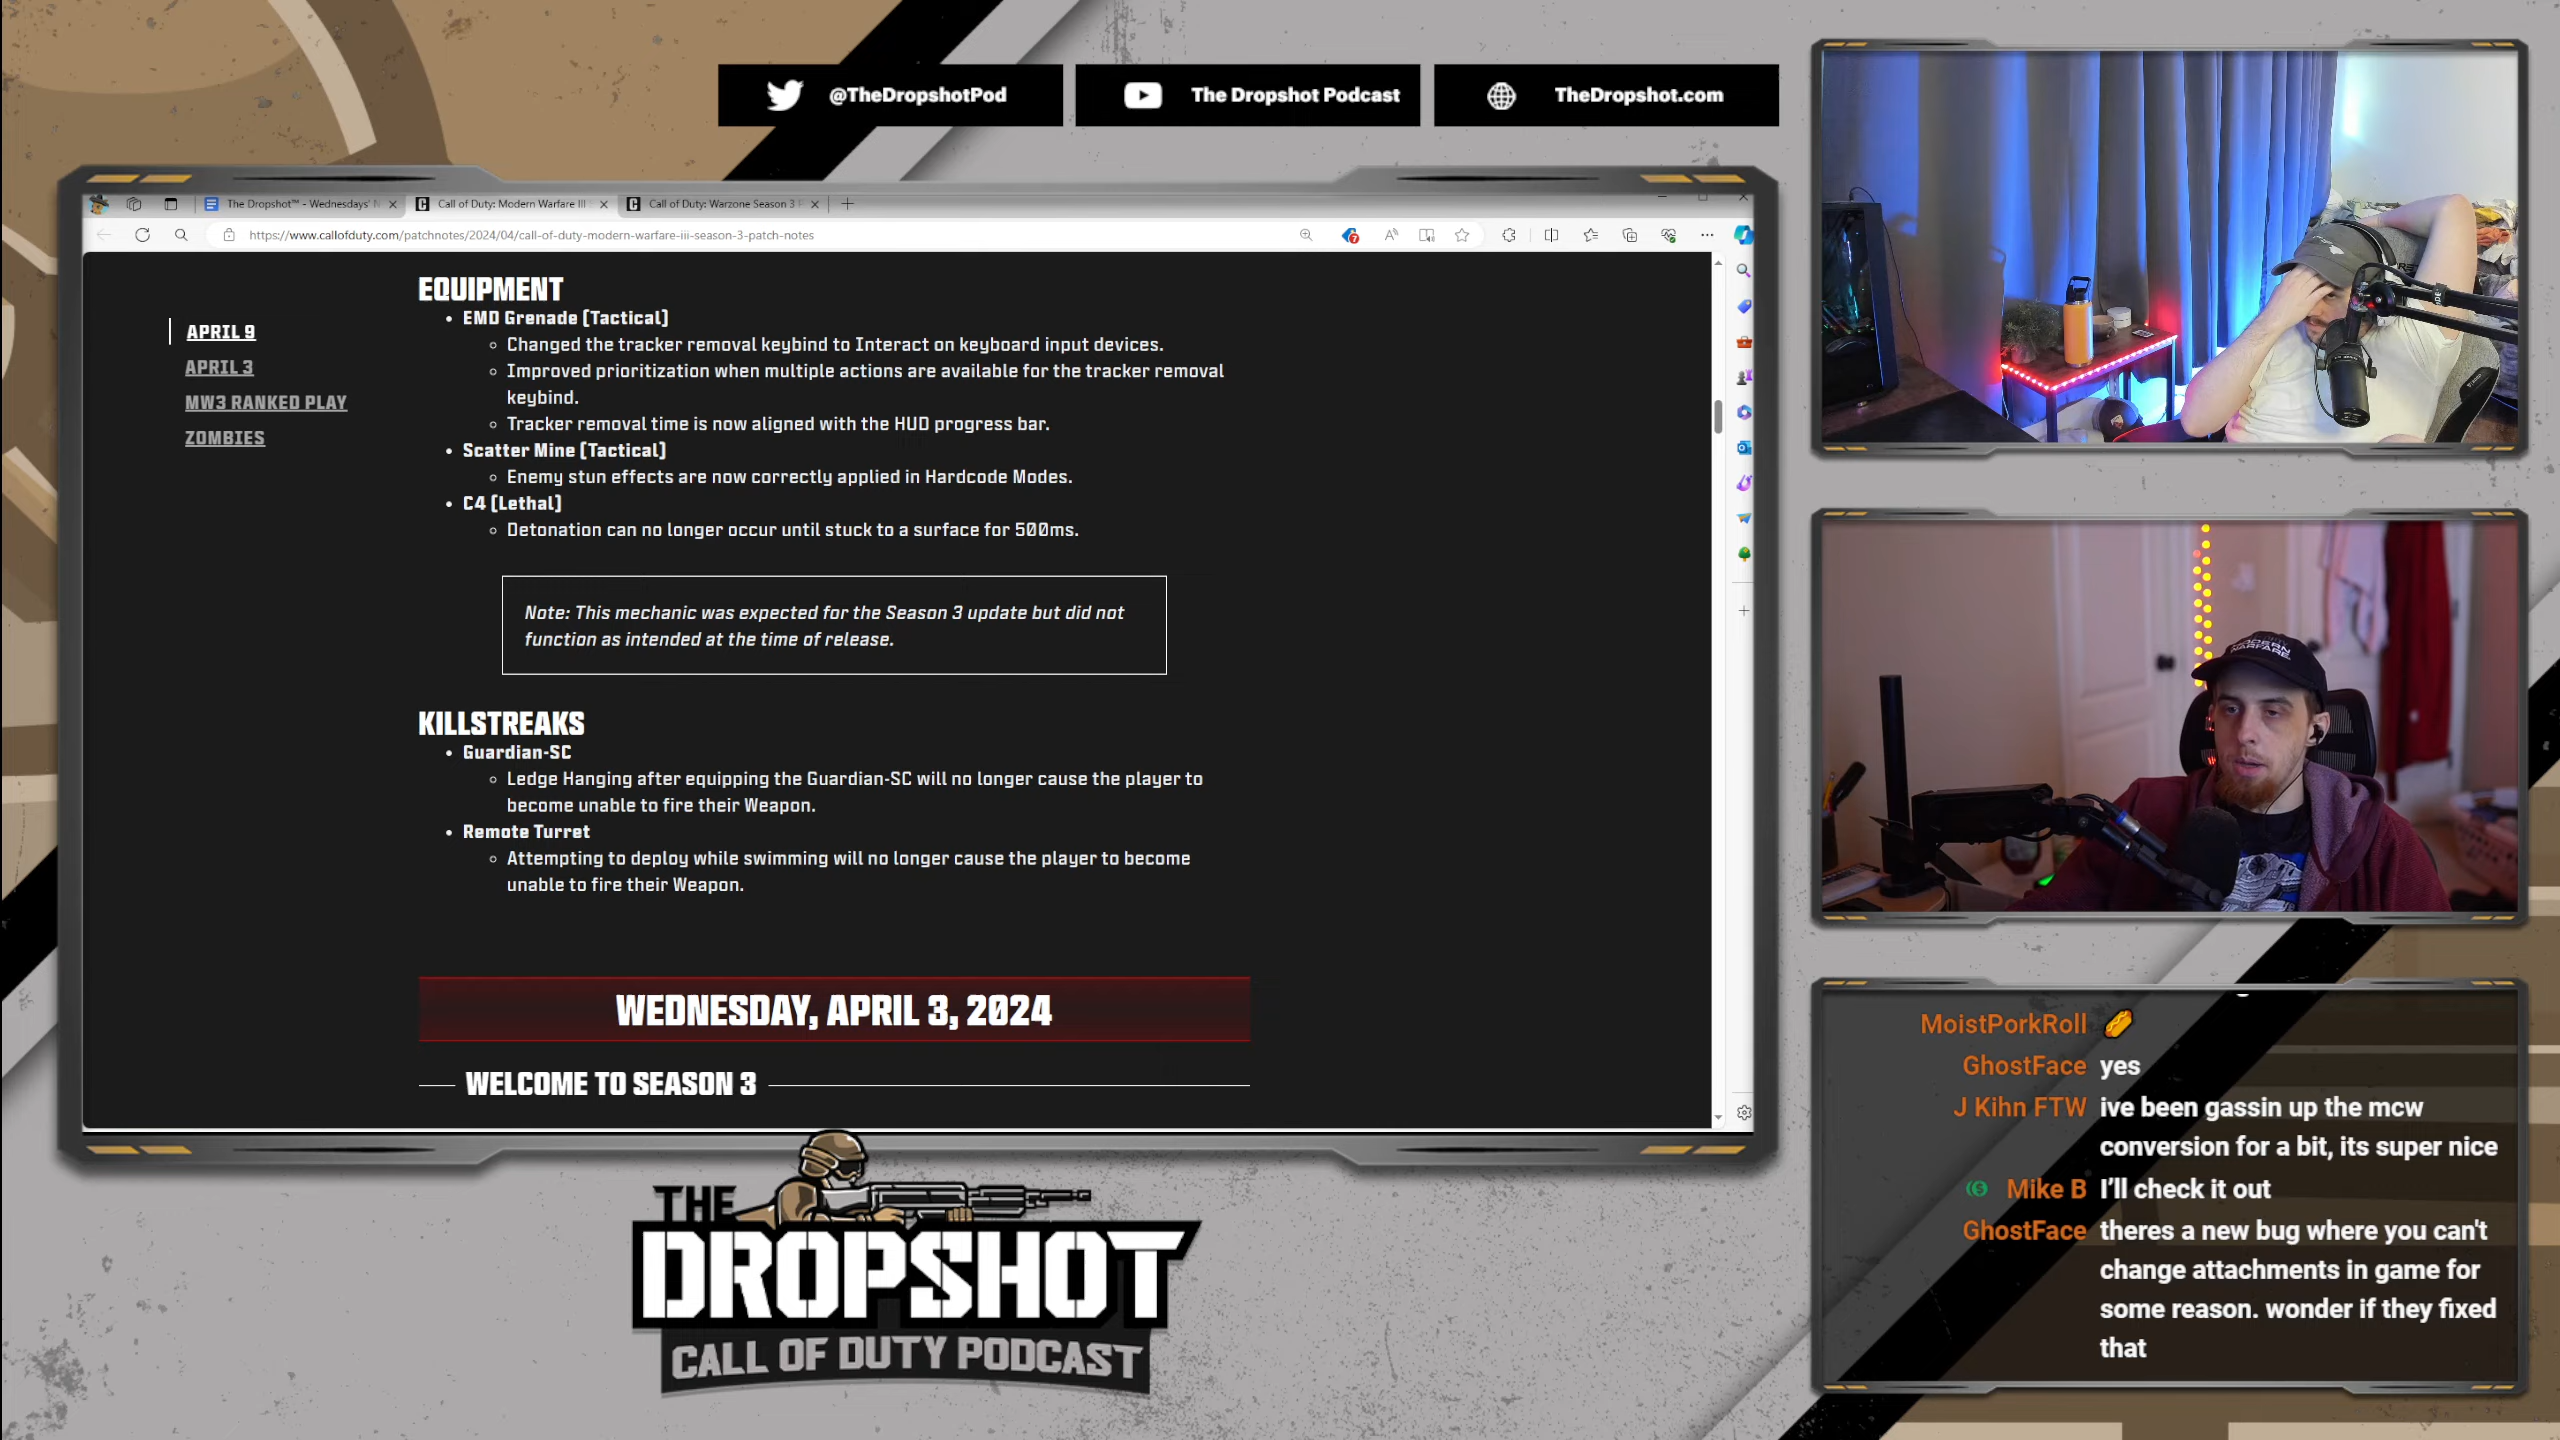 @TheDropshotPod
The Dropshot Podcast
TheDropshot.com
The Dropshot™ - Wednesdays' N
Call of Duty: Modern Warfare III
Call of Duty: Warzone Season 3 P
https://www.callofduty.com/patchnotes/2024/04/call-of-duty-modern-warfare-iii-season-3-patch-notes
APRIL 9
APRIL 3
MW3 RANKED PLAY
ZOMBIES
EQUIPMENT
• EMD Grenade (Tactical)
◦ Changed the tracker removal keybind to Interact on keyboard input devices.
◦ Improved prioritization when multiple actions are available for the tracker removal
keybind.
◦ Tracker removal time is now aligned with the HUD progress bar.
• Scatter Mine (Tactical)
◦ Enemy stun effects are now correctly applied in Hardcode Modes.
• C4 (Lethal)
◦ Detonation can no longer occur until stuck to a surface for 500ms.
Note: This mechanic was expected for the Season 3 update but did not
function as intended at the time of release.
KILLSTREAKS
• Guardian-SC
◦ Ledge Hanging after equipping the Guardian-SC will no longer cause the player to
become unable to fire their Weapon.
• Remote Turret
◦ Attempting to deploy while swimming will no longer cause the player to become
unable to fire their Weapon.
WEDNESDAY, APRIL 3, 2024
WELCOME TO SEASON 3
THE
DROPSHOT
CALL OF DUTY PODCAST
MODERN
WARFARE
MoistPorkRoll 🌭
GhostFace yes
J Kihn FTW ive been gassin up the mcw
conversion for a bit, its super nice
Mike B I'll check it out
GhostFace theres a new bug where you can't
change attachments in game for
some reason. wonder if they fixed
that